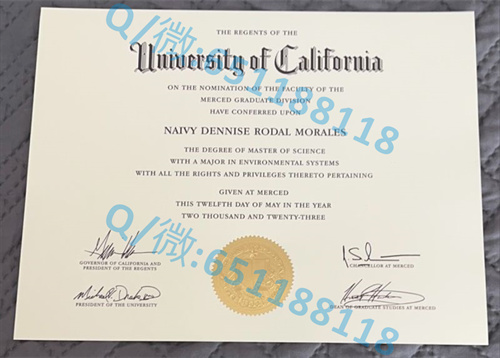 THE REGENTS OF THE
University of California
ON THE NOMINATION OF THE FACULTY OF THE
MERCED GRADUATE DIVISION
HAVE CONFERRED UPON
NAIVY DENNISE RODAL MORALES
THE DEGREE OF MASTER OF SCIENCE
WITH A MAJOR IN ENVIRONMENTAL SYSTEMS
WITH ALL THE RIGHTS AND PRIVILEGES THERETO PERTAINING
GIVEN AT MERCED
THIS TWELFTH DAY OF MAY IN THE YEAR
TWO THOUSAND AND TWENTY-THREE
GOVERNOR OF CALIFORNIA AND
PRESIDENT OF THE REGENTS
CHANCELLOR AT MERCED
PRESIDENT OF THE UNIVERSITY
DEAN OF GRADUATE STUDIES AT MERCED
Q/微:651188118
Q/微:651188118